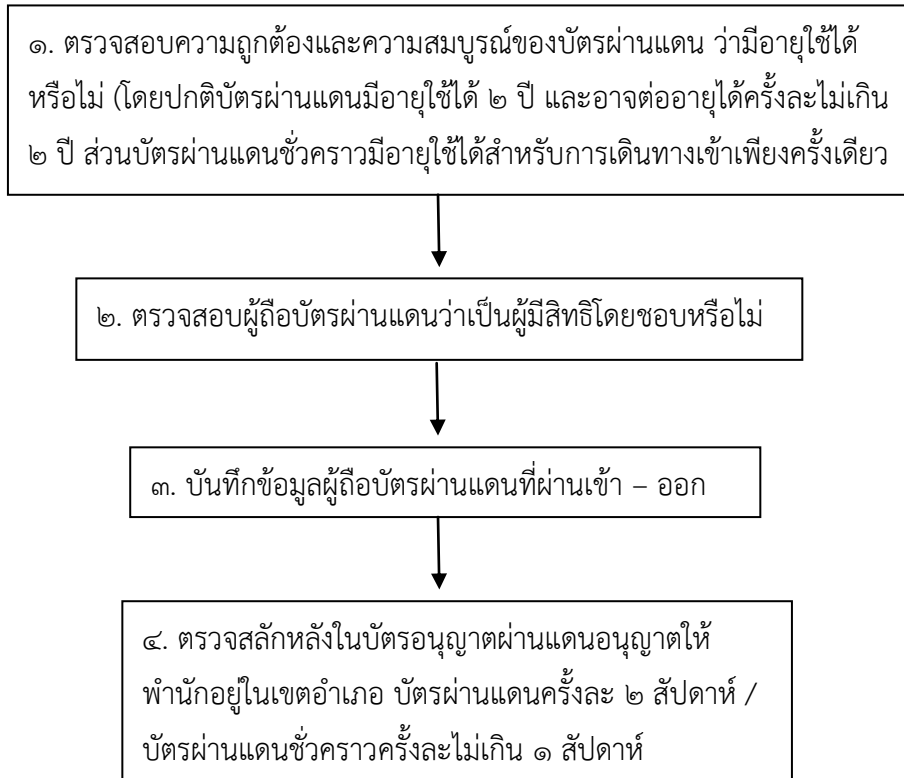 ๑. ตรวจสอบความถูกต้องและความสมบูรณ์ของบัตรผ่านแดน ว่ามีอายุใช้ได้
หรือไม่ (โดยปกติบัตรผ่านแดนมีอายุใช้ได้ ๒ ปี และอาจต่ออายุได้ครั้งละไม่เกิน
๒ ปี ส่วนบัตรผ่านแดนชั่วคราวมีอายุใช้ได้สำหรับการเดินทางเข้าเพียงครั้งเดียว
๒. ตรวจสอบผู้ถือบัตรผ่านแดนว่าเป็นผู้มีสิทธิโดยชอบหรือไม่
๓. บันทึกข้อมูลผู้ถือบัตรผ่านแดนที่ผ่านเข้า – ออก
๔. ตรวจสลักหลังในบัตรอนุญาตผ่านแดนอนุญาตให้
พำนักอยู่ในเขตอำเภอ บัตรผ่านแดนครั้งละ ๒ สัปดาห์ /
บัตรผ่านแดนชั่วคราวครั้งละไม่เกิน ๑ สัปดาห์